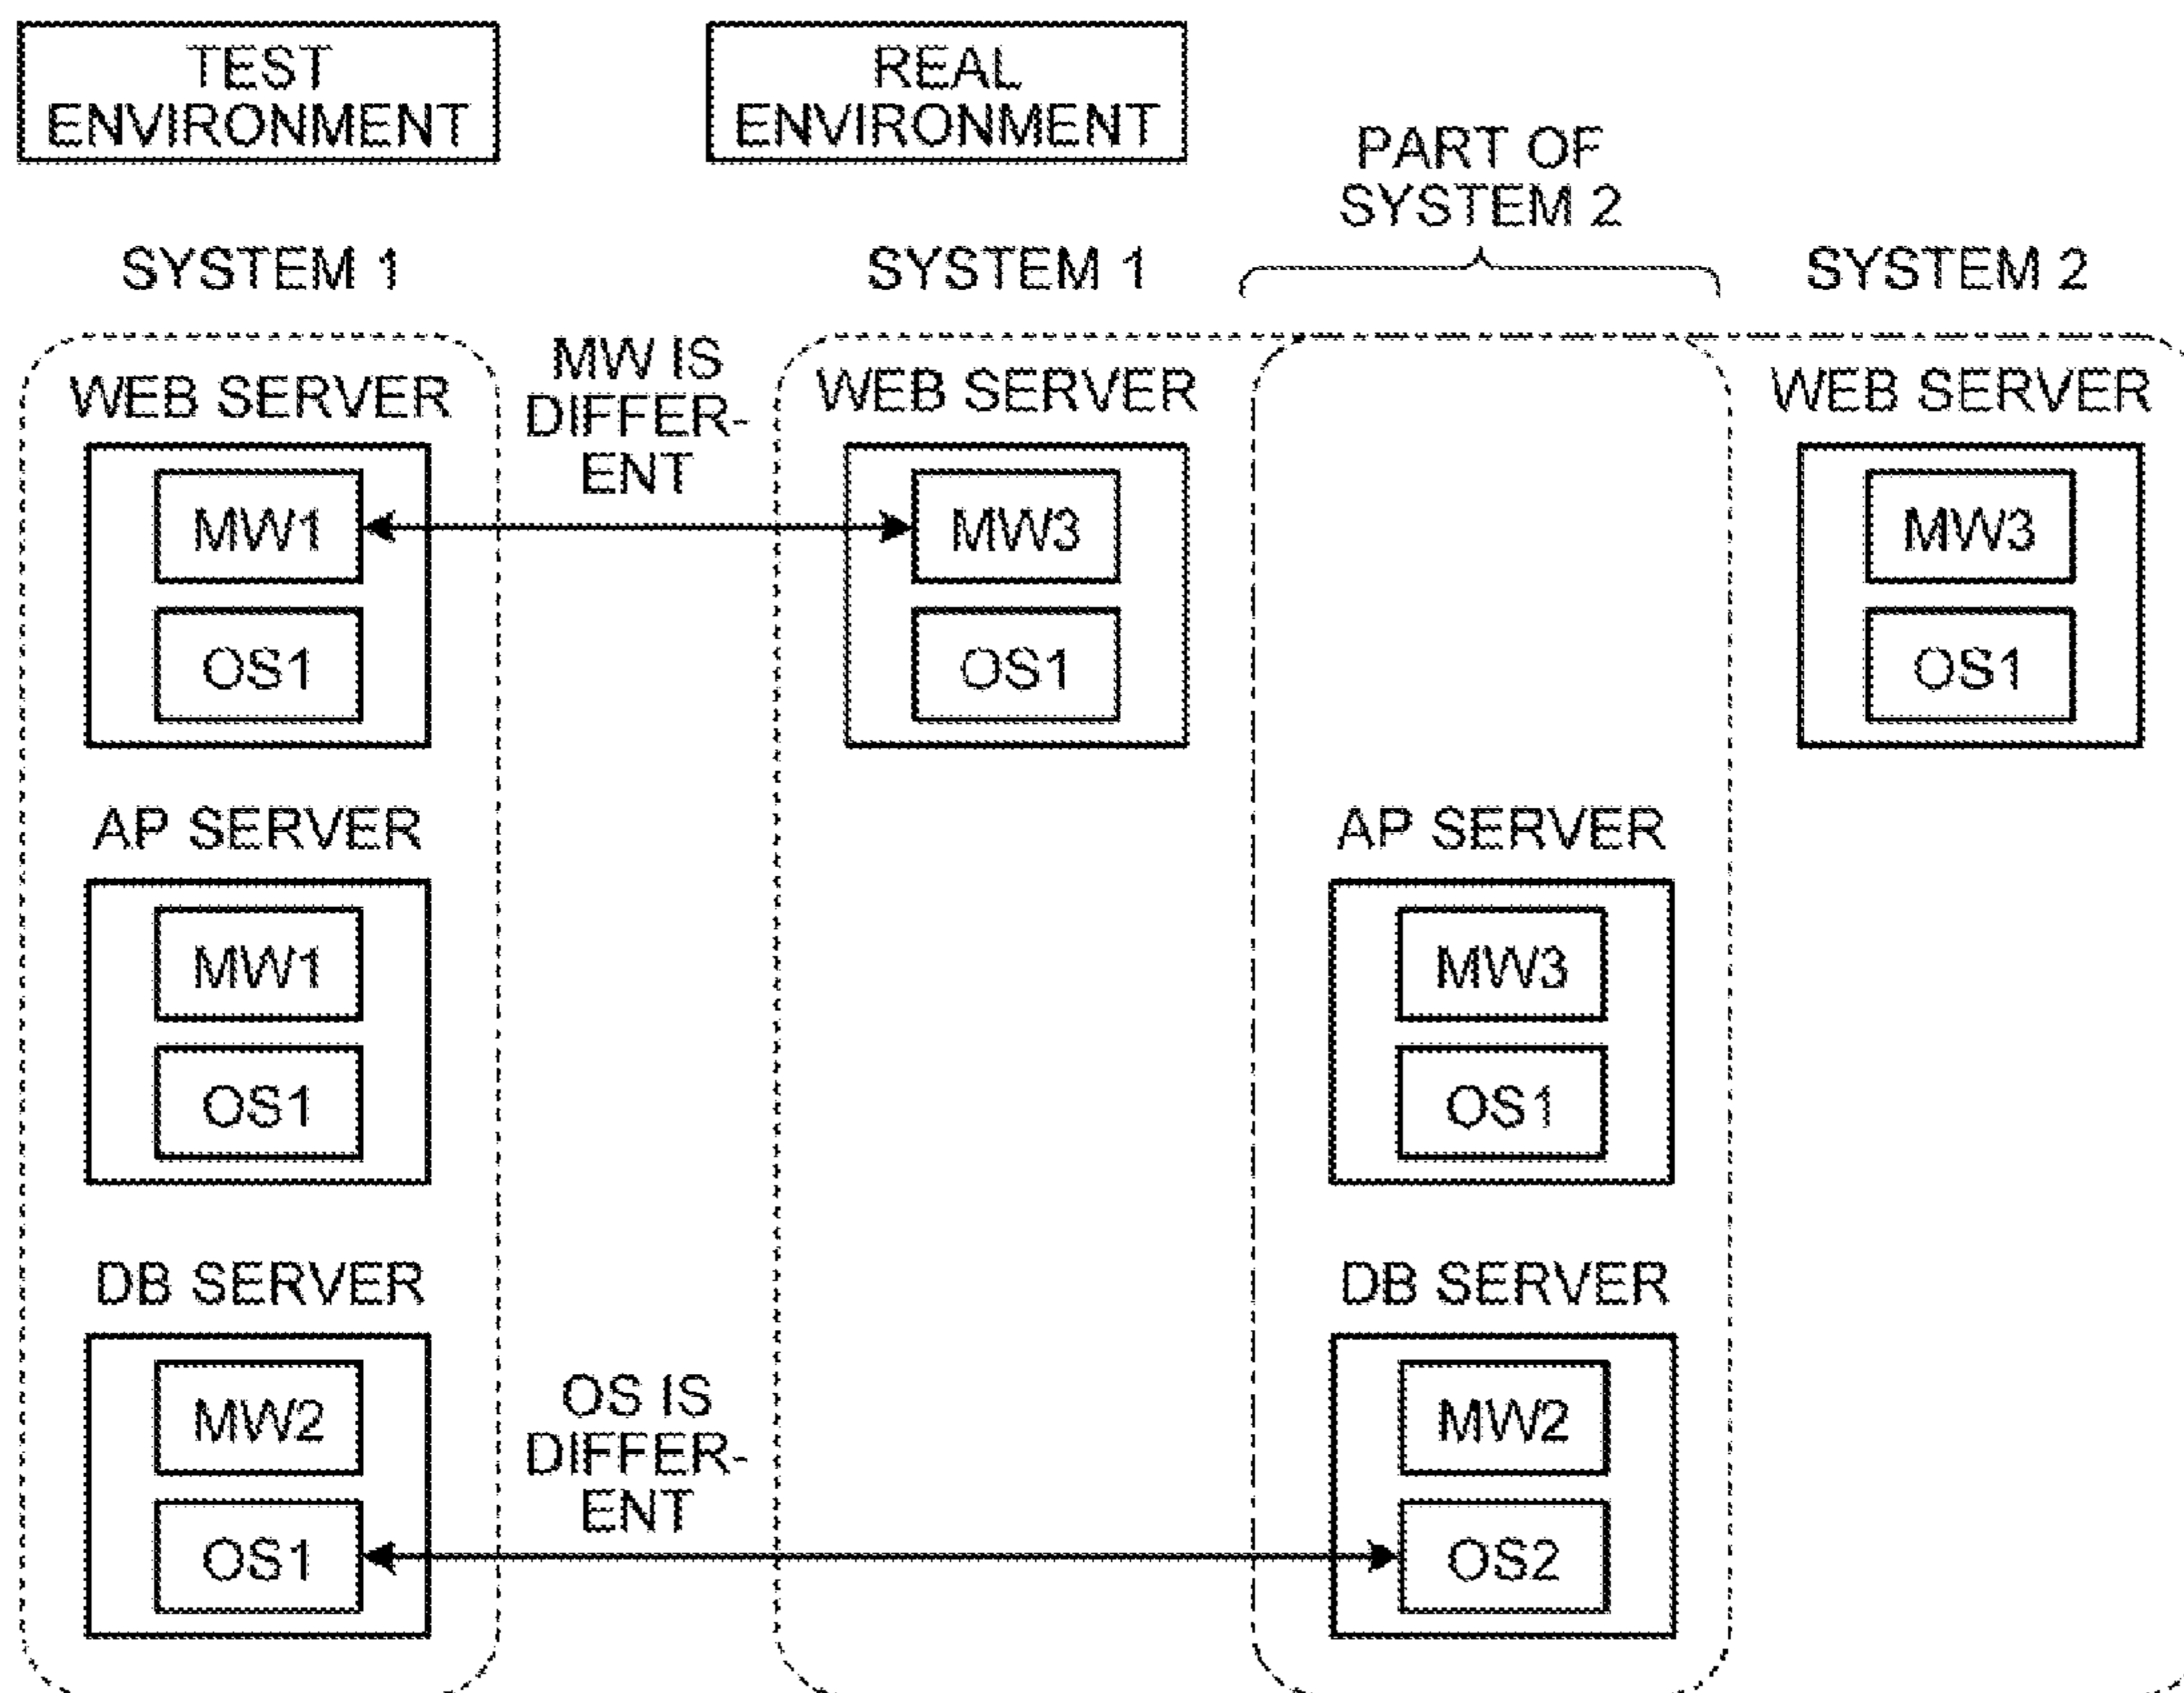 TEST
ENVIRONMENT
REAL
ENVIRONMENT
PART OF
SYSTEM 2
SYSTEM 1
SYSTEM 1
SYSTEM 2
WEB SERVER
MW1
OS1
MW IS
DIFFER-
ENT
WEB SERVER
MW3
OS1
WEB SERVER
MW3
OS1
AP SERVER
MW1
OS1
AP SERVER
MW3
OS1
DB SERVER
MW2
OS1
OS IS
DIFFER-
ENT
DB SERVER
MW2
OS2